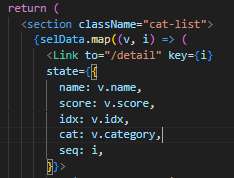 return (
<section className="cat-list">
{selData.map((v, i) => (
<Link to="/detail" key={i}
state={{
name: v.name,
score: v.score,
idx: v.idx,
cat: v.category,
seq: i,
}}>